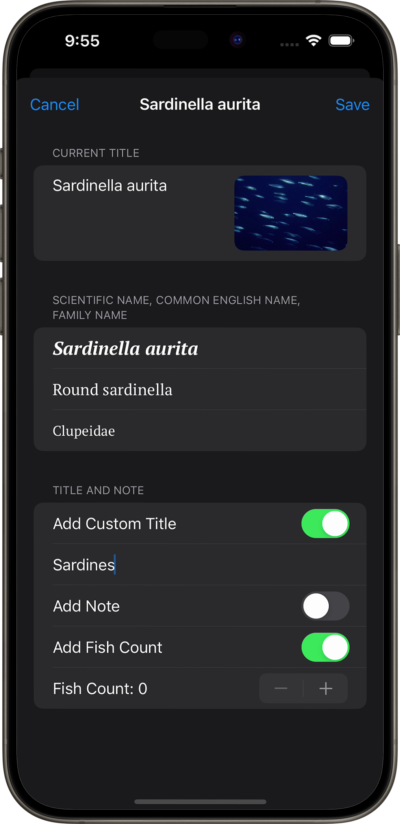 9:55
Cancel
Sardinella aurita
Save
CURRENT TITLE
Sardinella aurita
SCIENTIFIC NAME, COMMON ENGLISH NAME,
FAMILY NAME
Sardinella aurita
Round sardinella
Clupeidae
TITLE AND NOTE
Add Custom Title
Sardines
Add Note
Add Fish Count
Fish Count: 0